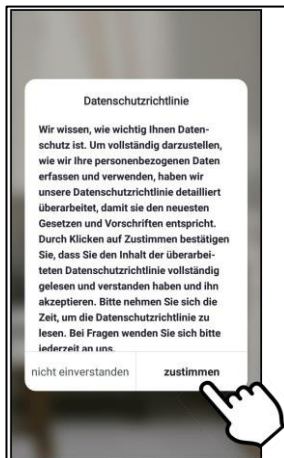 Datenschutzrichtlinie
Wir wissen, wie wichtig Ihnen Daten-
schutz ist. Um vollständig darzustellen,
wie wir Ihre personenbezogenen Daten
erfassen und verwenden, haben wir
unsere Datenschutzrichtlinie detailliert
überarbeitet, damit sie den neuesten
Gesetzen und Vorschriften entspricht.
Durch Klicken auf Zustimmen bestätigen
Sie, dass Sie den Inhalt der überarbei-
teten Datenschutzrichtlinie vollständig
gelesen und verstanden haben und ihn
akzeptieren. Bitte nehmen Sie sich die
Zeit, um die Datenschutzrichtlinie zu
lesen. Bei Fragen wenden Sie sich bitte
jederzeit an uns.
nicht einverstanden zustimmen